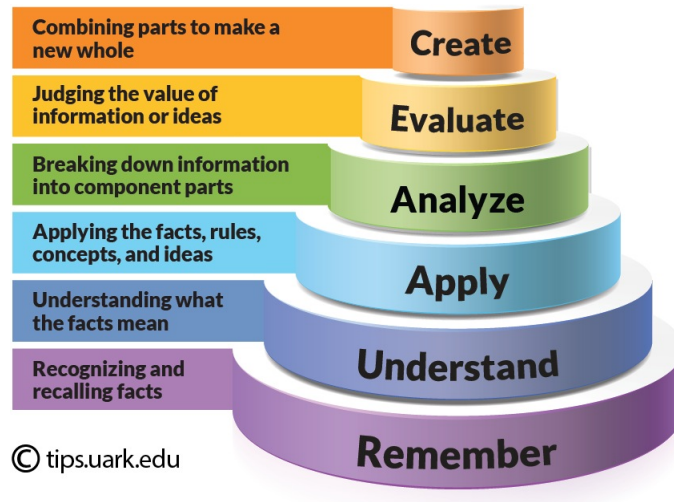 Combining parts to make a
new whole
Create
Judging the value of
information or ideas
Evaluate
Breaking down information
into component parts
Analyze
Applying the facts, rules,
concepts, and ideas
Apply
Understanding what
the facts mean
Understand
Recognizing and
recalling facts
Remember
© tips.uark.edu